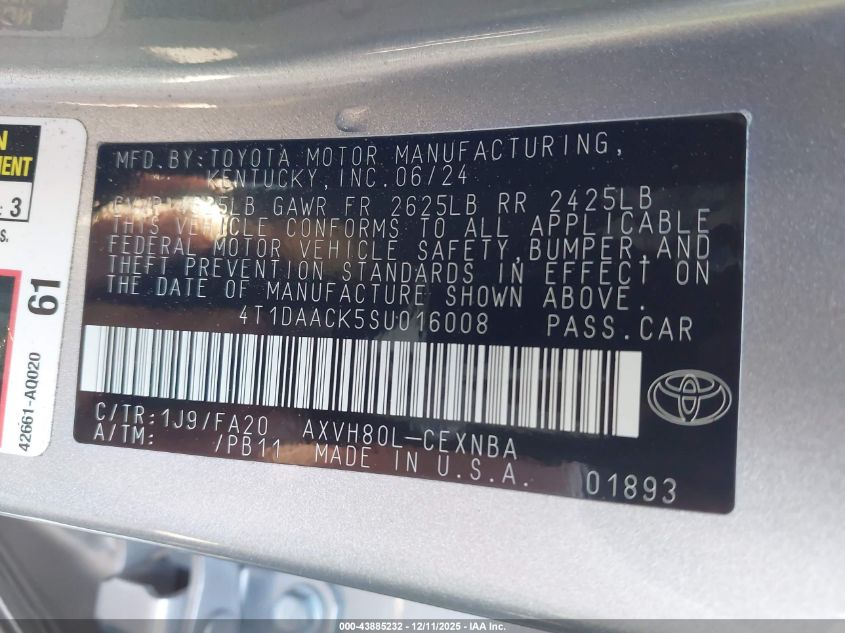 N
MENT
: 3
S.
61
42661-AQ020
MFD.BY:TOYOTA MOTOR MANUFACTURING,
KENTUCKY, INC. 06/24
GAWR FR 2625LB RR 2425LB
THIS VEHICLE CONFORMS TO ALL APPLICABLE
FEDERAL MOTOR VEHICLE SAFETY,BUMPER,AND
THEFT PREVENTION STANDARDS IN EFFECT ON
THE DATE OF MANUFACTURE SHOWN ABOVE.
4T1DAACK5SU016008 PASS.CAR
C/TR:1J9/FA20 AXVH80L-CEXNBA
A/TM: /PB11 MADE IN U.S.A. 01893
000-43885232 - 12/11/2025 - IAA Inc.